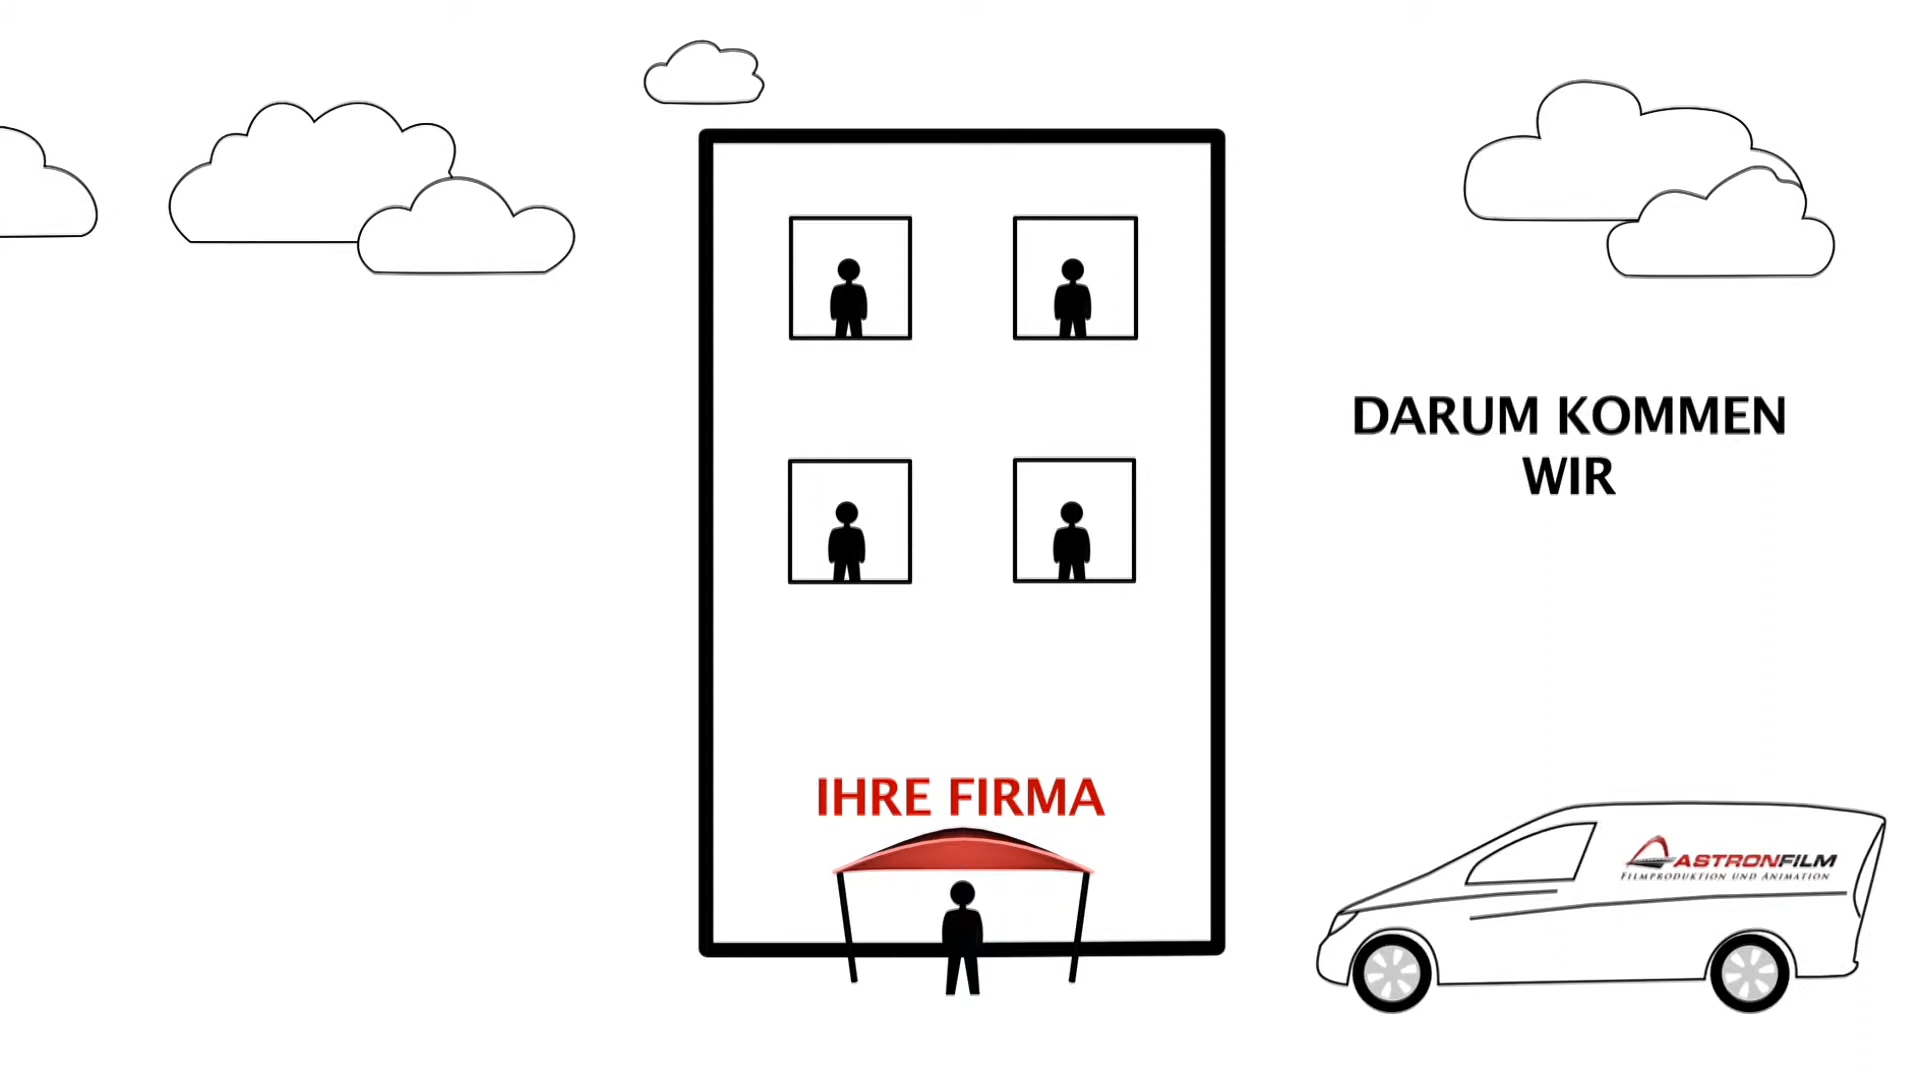 DARUM KOMMEN
WIR
IHRE FIRMA
ASTRONFILM
FILMPRODUKTION UND ANIMATION